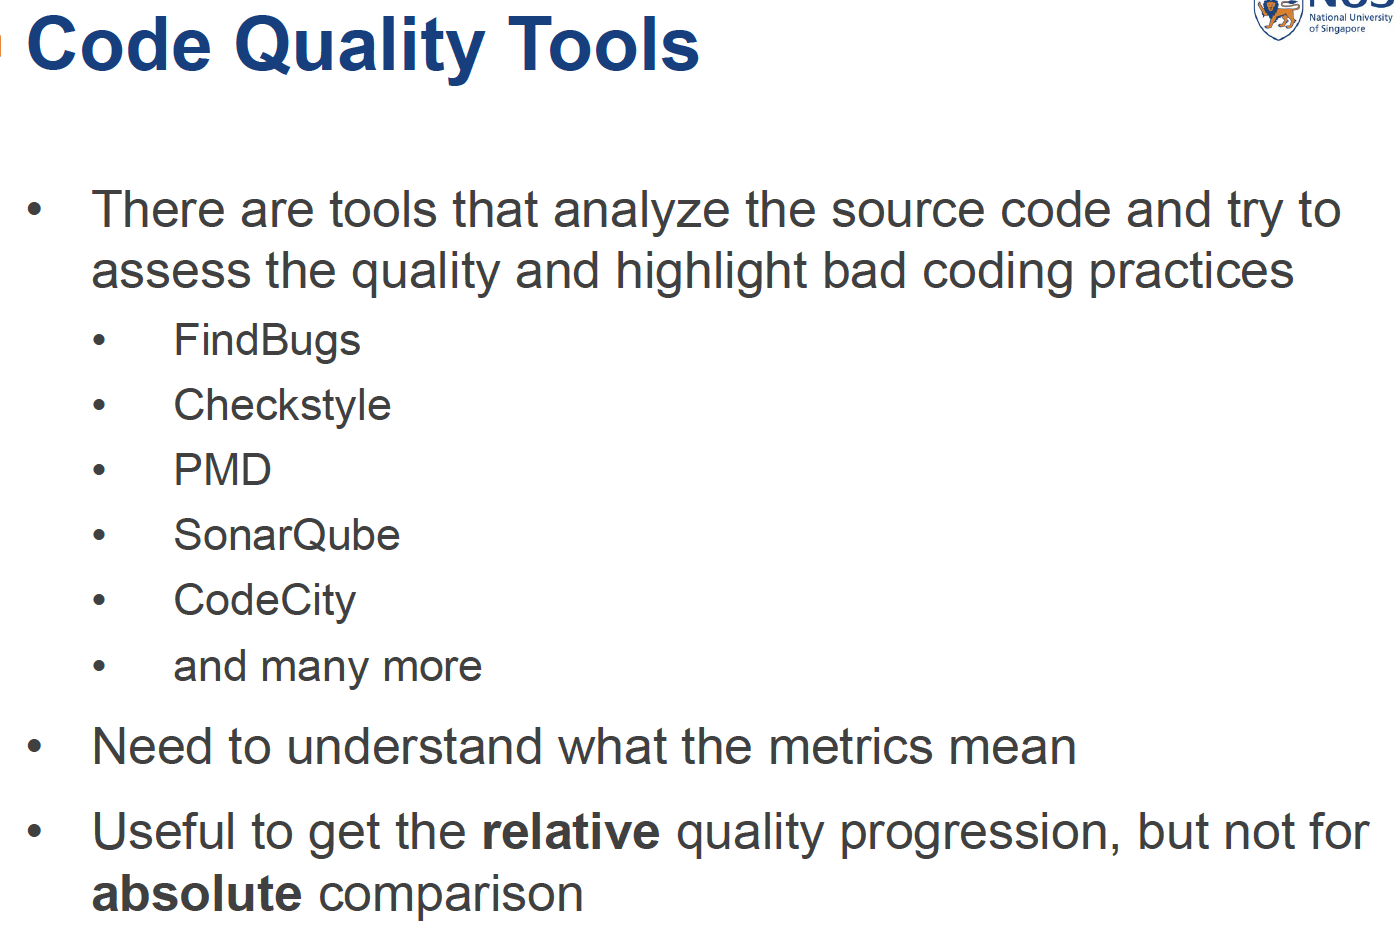 Code Quality Tools
NUS
National University
of Singapore
• There are tools that analyze the source code and try to
assess the quality and highlight bad coding practices
• FindBugs
• Checkstyle
• PMD
• SonarQube
• CodeCity
• and many more
• Need to understand what the metrics mean
• Useful to get the relative quality progression, but not for
absolute comparison